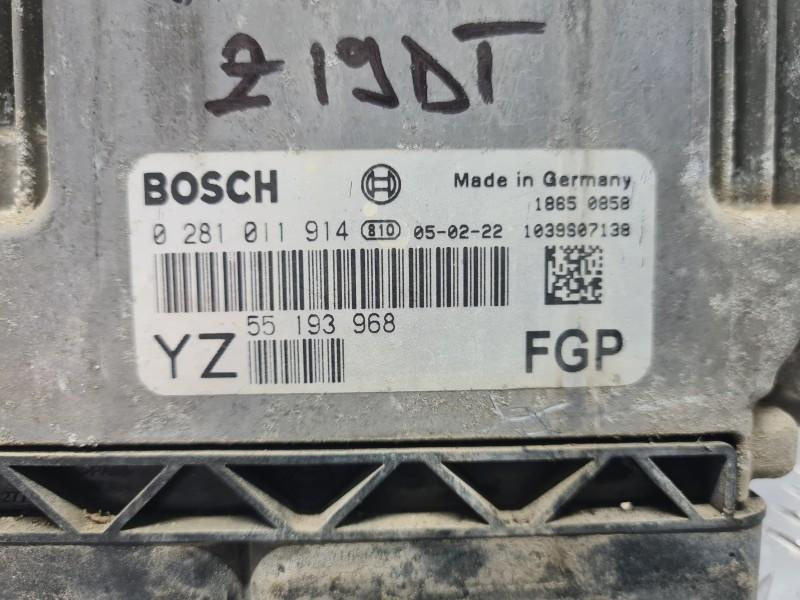 Z19DT
BOSCH Made in Germany
1865 0858
0 281 011 914 810 05-02-22 1039S07138
55 193 968
YZ FGP